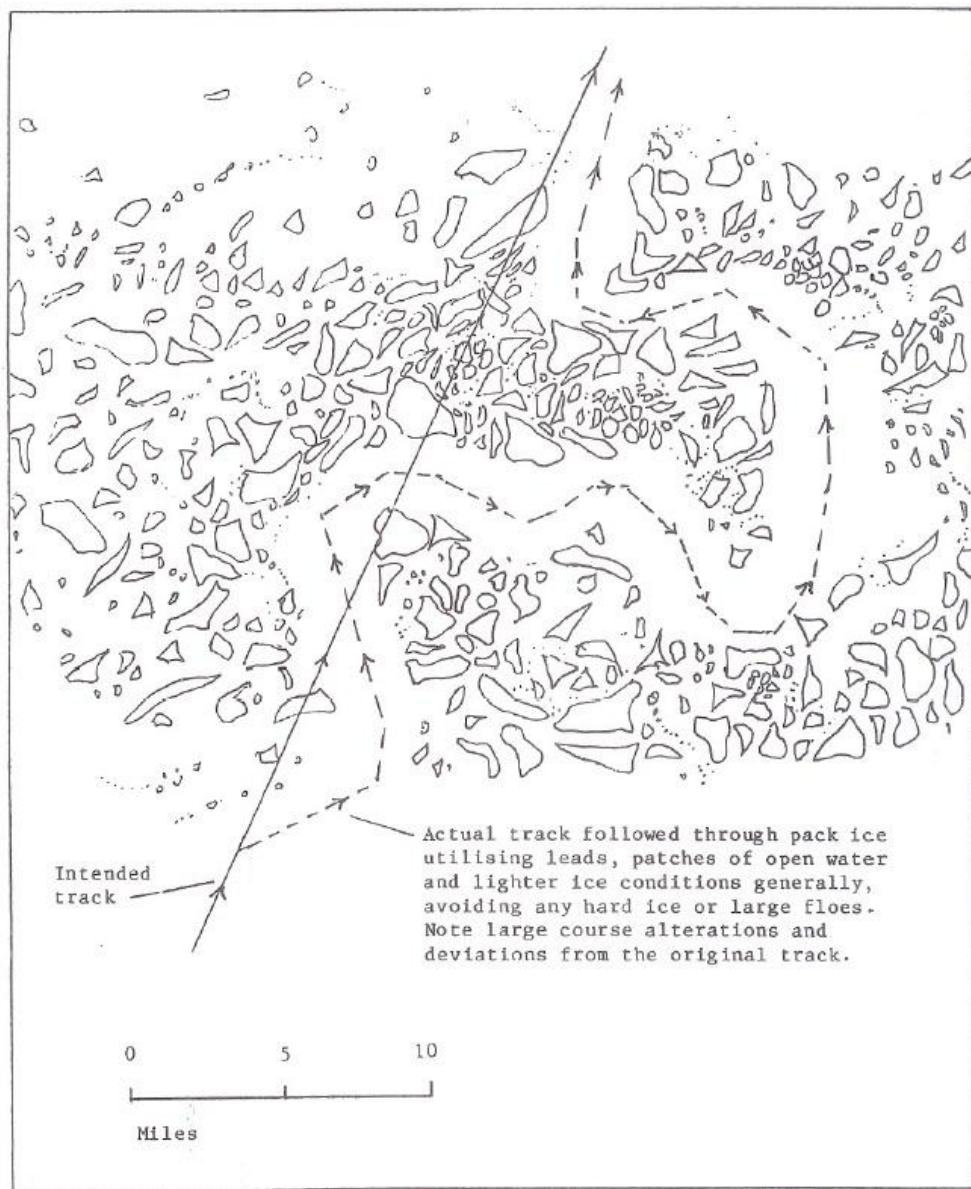 Actual track followed through pack ice
utilising leads, patches of open water
and lighter ice conditions generally,
avoiding any hard ice or large floes.
Note large course alterations and
deviations from the original track.
Intended
track
0 5 10
Miles